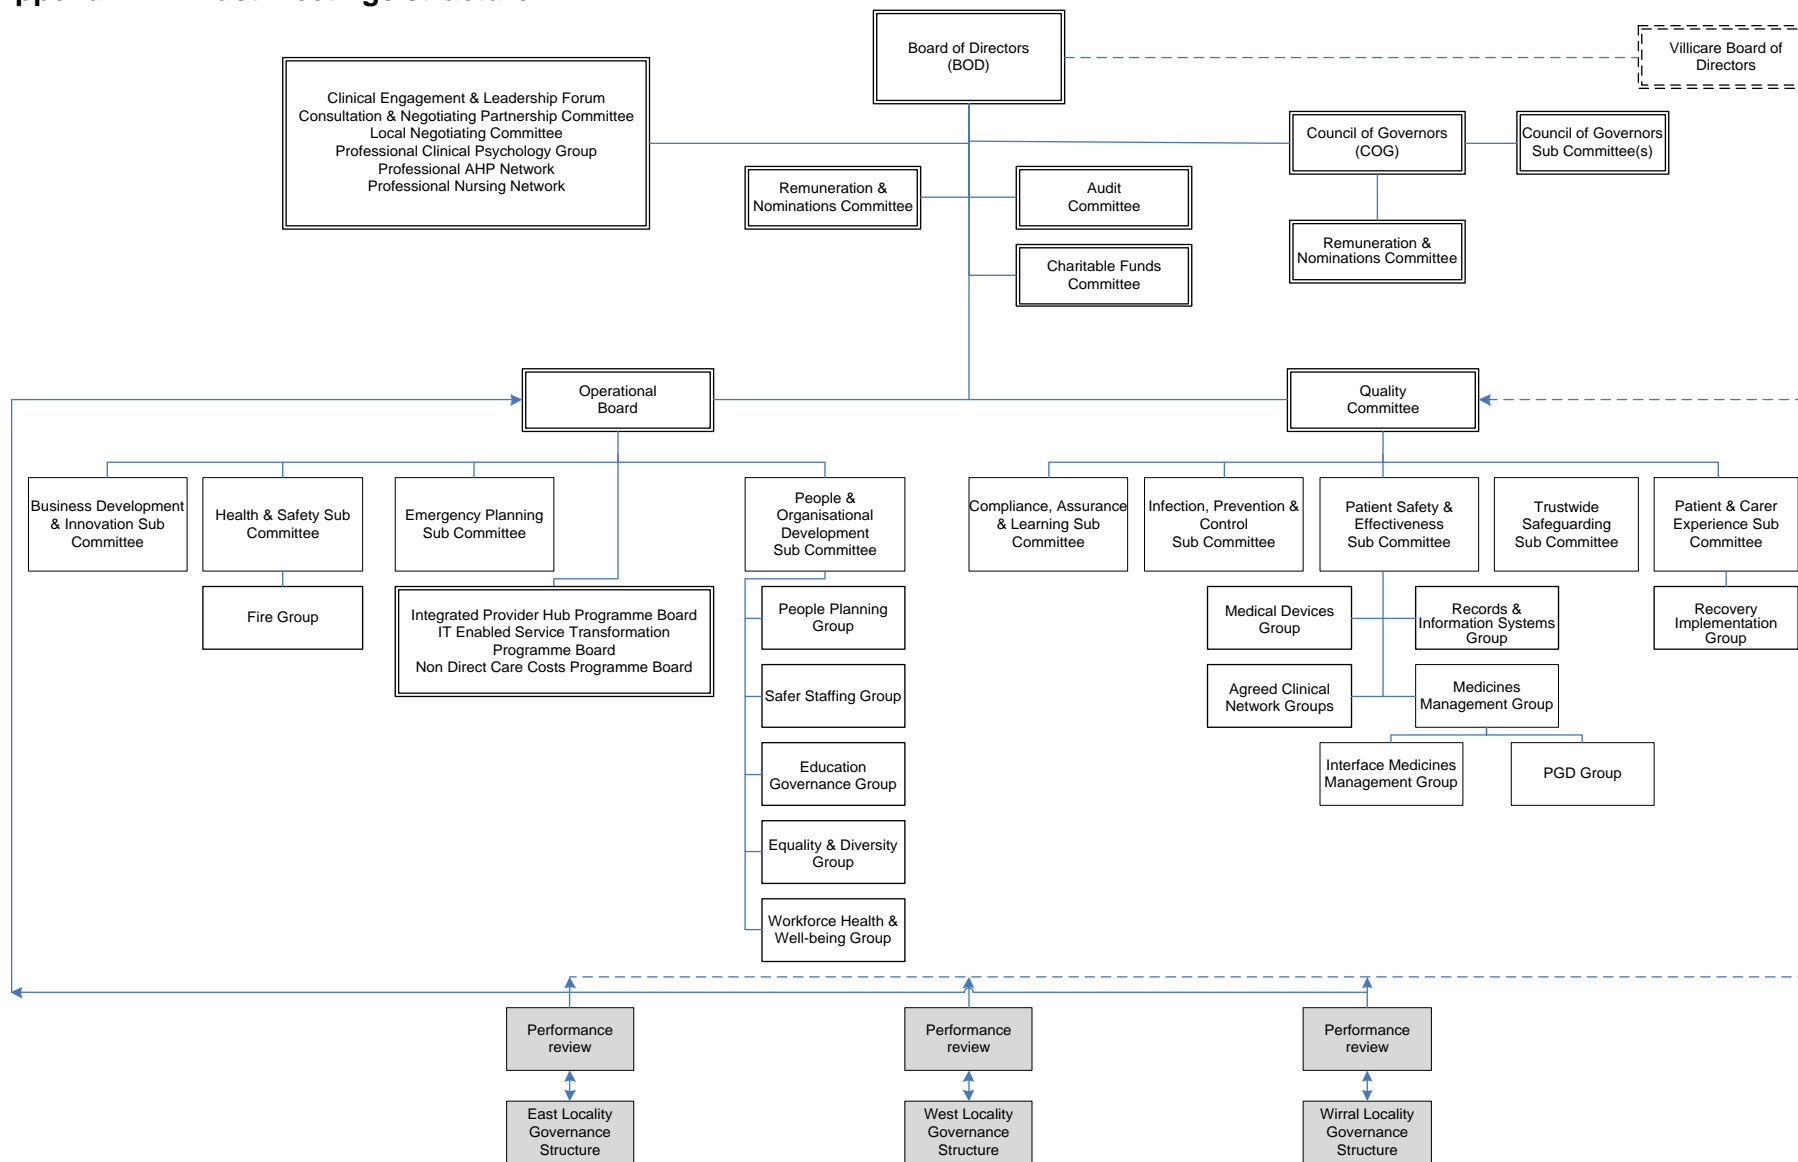 Board of Directors
(BOD)
Villicare Board of
Directors
Clinical Engagement & Leadership Forum
Consultation & Negotiating Partnership Committee
Local Negotiating Committee
Professional Clinical Psychology Group
Professional AHP Network
Professional Nursing Network
Council of Governors
(COG)
Council of Governors
Sub Committee(s)
Remuneration &
Nominations Committee
Audit
Committee
Remuneration &
Nominations Committee
Charitable Funds
Committee
Operational
Board
Quality
Committee
Business Development
& Innovation Sub
Committee
Health & Safety Sub
Committee
Emergency Planning
Sub Committee
People &
Organisational
Development
Sub Committee
Compliance, Assurance
& Learning Sub
Committee
Infection, Prevention &
Control
Sub Committee
Patient Safety &
Effectiveness
Sub Committee
Trustwide
Safeguarding
Sub Committee
Patient & Carer
Experience Sub
Committee
Fire Group
Integrated Provider Hub Programme Board
IT Enabled Service Transformation
Programme Board
Non Direct Care Costs Programme Board
People Planning
Group
Medical Devices
Group
Records &
Information Systems
Group
Recovery
Implementation
Group
Safer Staffing Group
Agreed Clinical
Network Groups
Medicines
Management Group
Education
Governance Group
Interface Medicines
Management Group
PGD Group
Equality & Diversity
Group
Workforce Health &
Well-being Group
Performance
review
Performance
review
Performance
review
East Locality
Governance
Structure
West Locality
Governance
Structure
Wirral Locality
Governance
Structure